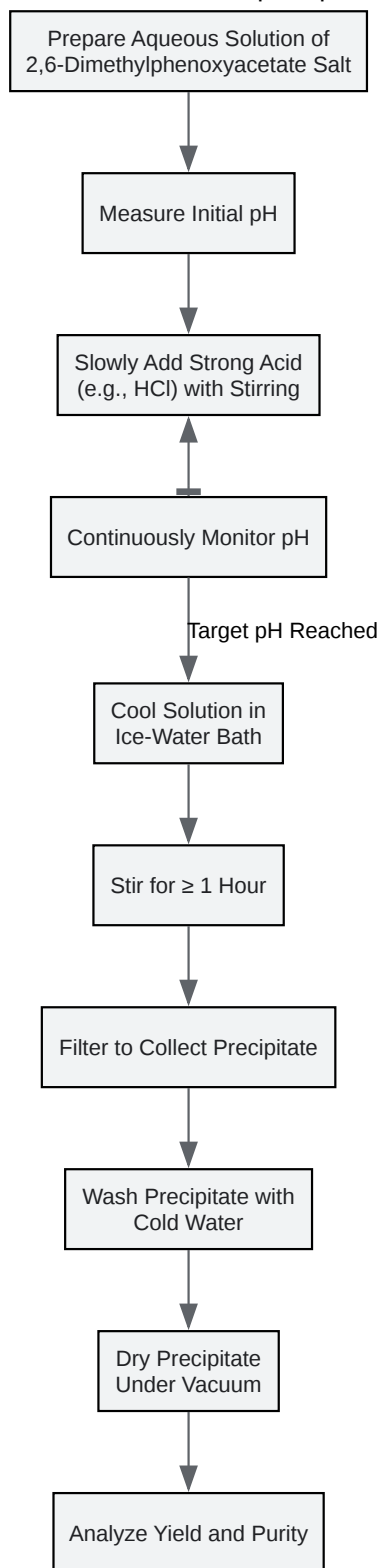 Prepare Aqueous Solution of
2,6-Dimethylphenoxyacetate Salt
Measure Initial pH
Slowly Add Strong Acid
(e.g., HCl) with Stirring
Continuously Monitor pH
Target pH Reached
Cool Solution in
Ice-Water Bath
Stir for ≥ 1 Hour
Filter to Collect Precipitate
Wash Precipitate with
Cold Water
Dry Precipitate
Under Vacuum
Analyze Yield and Purity